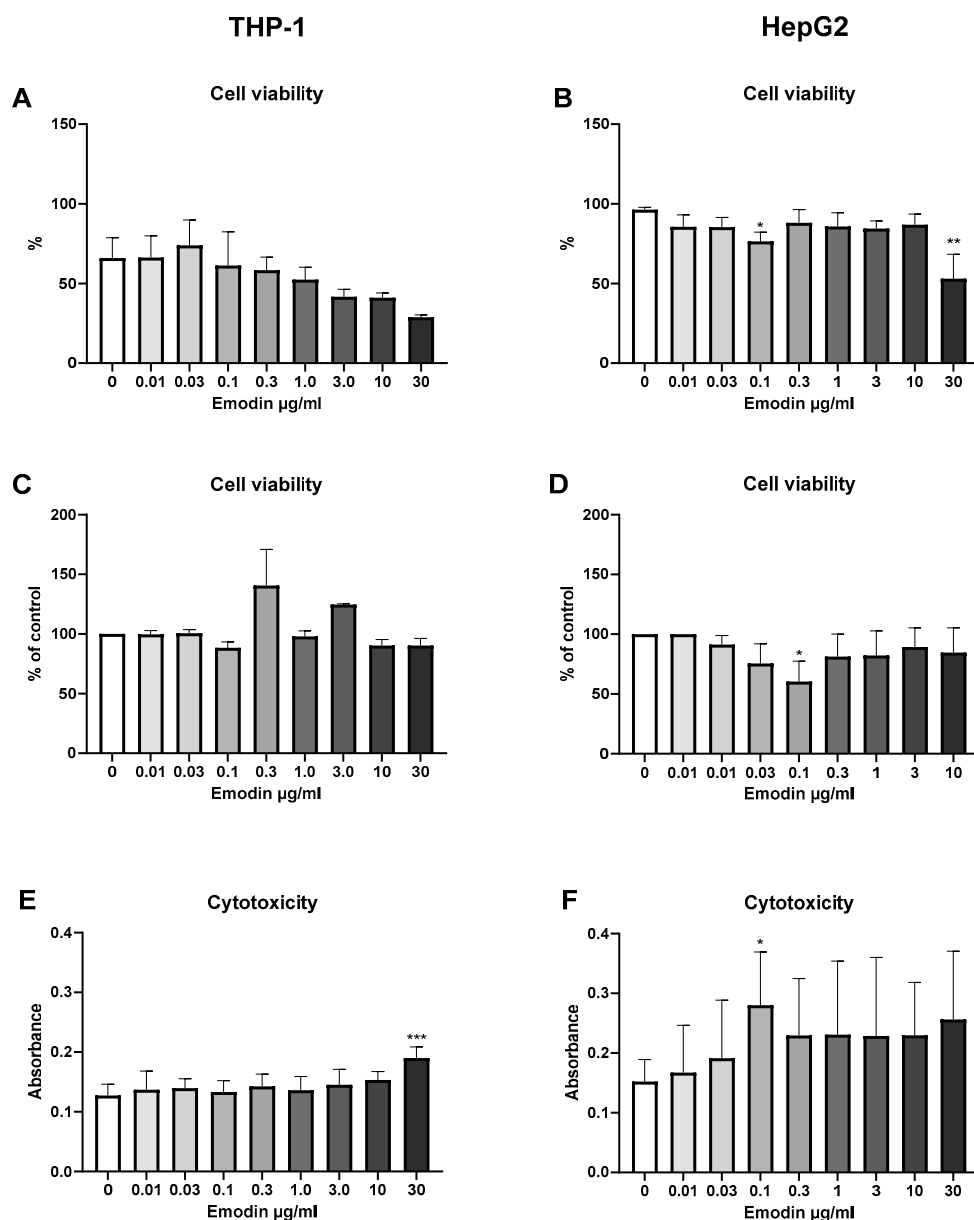 THP-1 HepG2
A Cell viability
150
100
50
0
%
0 0.01 0.03 0.1 0.3 1.0 3.0 10 30
Emodin µg/ml
B Cell viability
150
100
50
0
%
*
**
0 0.01 0.03 0.1 0.3 1 3 10 30
Emodin µg/ml
C Cell viability
200
150
100
50
0
% of control
0 0.01 0.03 0.1 0.3 1.0 3.0 10 30
Emodin µg/ml
D Cell viability
200
150
100
50
0
% of control
*
0 0.01 0.01 0.03 0.1 0.3 1 3 10
Emodin µg/ml
E Cytotoxicity
0.4
0.3
0.2
0.1
0.0
Absorbance
***
0 0.01 0.03 0.1 0.3 1.0 3.0 10 30
Emodin µg/ml
F Cytotoxicity
0.4
0.3
0.2
0.1
0.0
Absorbance
*
0 0.01 0.03 0.1 0.3 1 3 10 30
Emodin µg/ml